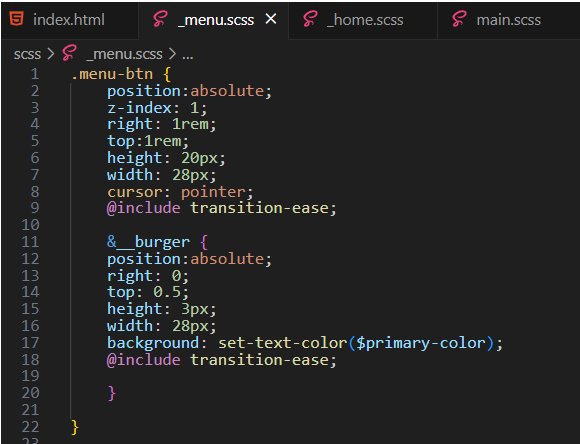 index.html _menu.scss × _home.scss main.scss
scss > _menu.scss > ...
1 .menu-btn {
2 position:absolute;
3 z-index: 1;
4 right: 1rem;
5 top:1rem;
6 height: 20px;
7 width: 28px;
8 cursor: pointer;
9 @include transition-ease;
10
11 &__burger {
12 position:absolute;
13 right: 0;
14 top: 0.5;
15 height: 3px;
16 width: 28px;
17 background: set-text-color($primary-color);
18 @include transition-ease;
19
20 }
21
22 }
23